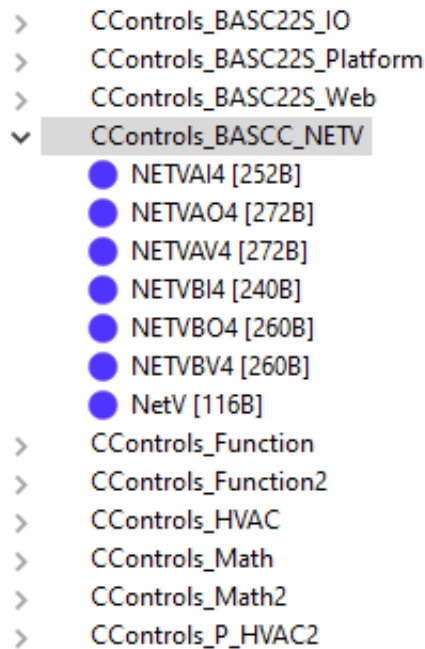 CControls_BASC22S_IO
CControls_BASC22S_Platform
CControls_BASC22S_Web
CControls_BASCC_NETV
NETVAI4 [252B]
NETVAO4 [272B]
NETVAV4 [272B]
NETVBI4 [240B]
NETVBO4 [260B]
NETVBV4 [260B]
NetV [116B]
CControls_Function
CControls_Function2
CControls_HVAC
CControls_Math
CControls_Math2
CControls_P_HVAC2